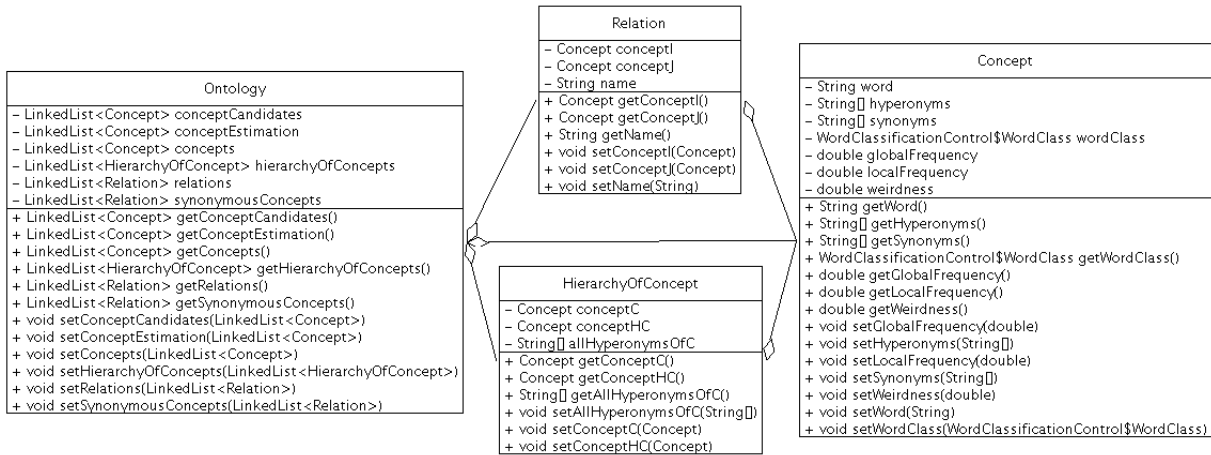 Relation
- Concept conceptI
- Concept conceptJ
- String name
+ Concept getConceptI()
+ Concept getConceptJ()
+ String getName()
+ void setConceptI(Concept)
+ void setConceptJ(Concept)
+ void setName(String)
Ontology
- LinkedList<Concept> conceptCandidates
- LinkedList<Concept> conceptEstimation
- LinkedList<Concept> concepts
- LinkedList<HierarchyOfConcept> hierarchyOfConcepts
- LinkedList<Relation> relations
- LinkedList<Relation> synonymousConcepts
+ LinkedList<Concept> getConceptCandidates()
+ LinkedList<Concept> getConceptEstimation()
+ LinkedList<Concept> getConcepts()
+ LinkedList<HierarchyOfConcept> getHierarchyOfConcepts()
+ LinkedList<Relation> getRelations()
+ LinkedList<Relation> getSynonymousConcepts()
+ void setConceptCandidates(LinkedList<Concept>)
+ void setConceptEstimation(LinkedList<Concept>)
+ void setConcepts(LinkedList<Concept>)
+ void setHierarchyOfConcepts(LinkedList<HierarchyOfConcept>)
+ void setRelations(LinkedList<Relation>)
+ void setSynonymousConcepts(LinkedList<Relation>)
HierarchyOfConcept
- Concept conceptC
- Concept conceptHC
- String[] allHyperonymsOfC
+ Concept getConceptC()
+ Concept getConceptHC()
+ String[] getAllHyperonymsOfC()
+ void setAllHyperonymsOfC(String[])
+ void setConceptC(Concept)
+ void setConceptHC(Concept)
Concept
- String word
- String[] hyperonyms
- String[] synonyms
- WordClassificationControl$WordClass wordClass
- double globalFrequency
- double localFrequency
- double weirdness
+ String getWord()
+ String[] getHyperonyms()
+ String[] getSynonyms()
+ WordClassificationControl$WordClass getWordClass()
+ double getGlobalFrequency()
+ double getLocalFrequency()
+ double getWeirdness()
+ void setGlobalFrequency(double)
+ void setHyperonyms(String[])
+ void setLocalFrequency(double)
+ void setSynonyms(String[])
+ void setWeirdness(double)
+ void setWord(String)
+ void setWordClass(WordClassificationControl$WordClass)